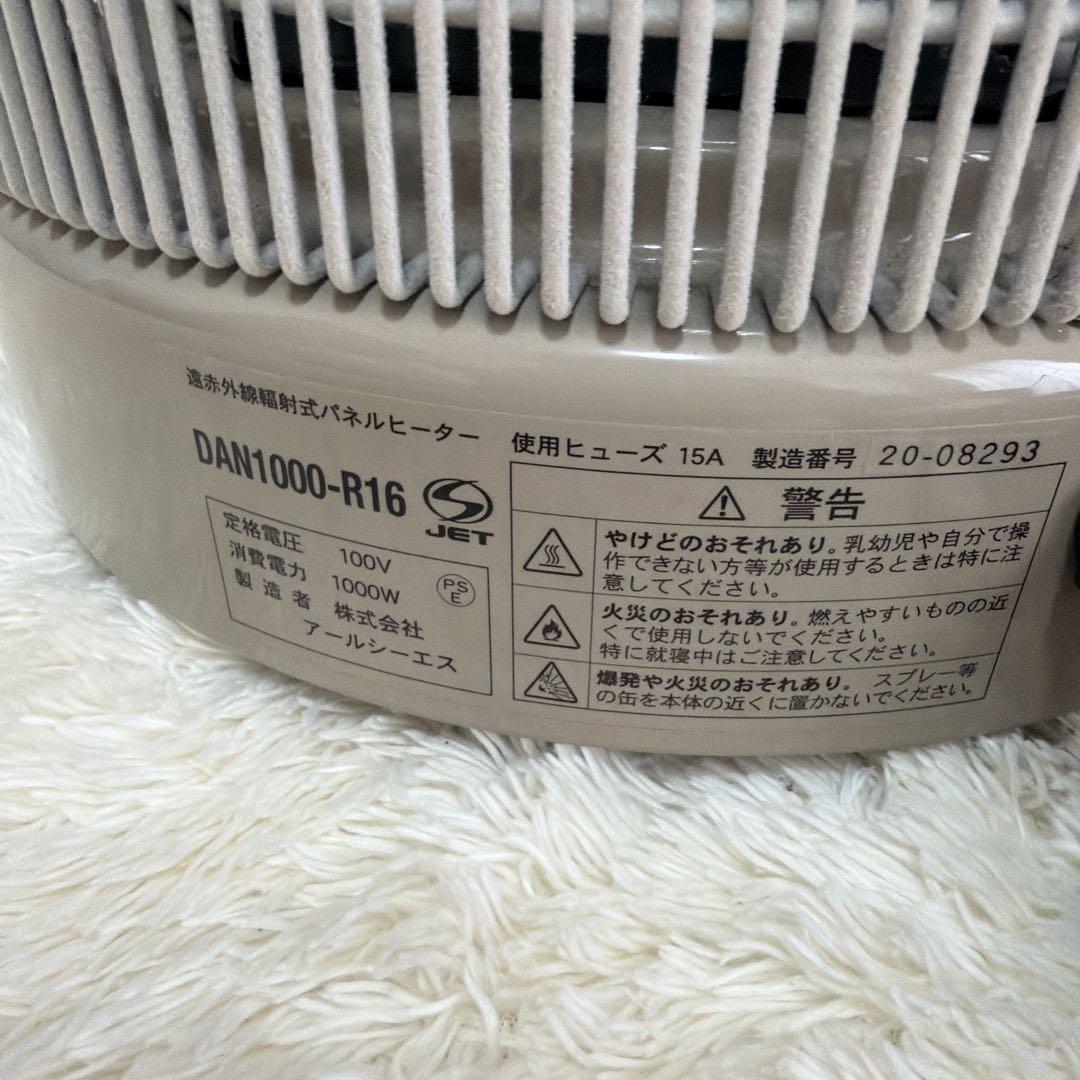 遠赤外線輻射式パネルヒーター
DAN1000-R16
JET
定格電圧 100V
消費電力 1000W
PS
E
製造者 株式会社
アールシーエス
使用ヒューズ 15A 製造番号 20-08293
警告
やけどのおそれあり。乳幼児や自分で操
作できない方等が使用するときは特に注
意してください。
火災のおそれあり。燃えやすいものの近
くで使用しないでください。
特に就寝中はご注意してください。
爆発や火災のおそれあり。 スプレー等
の缶を本体の近くに置かないでください。